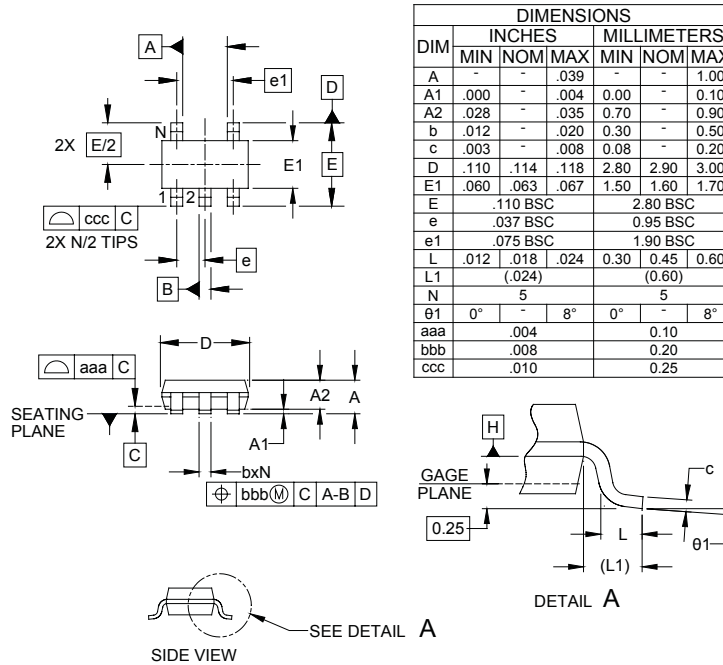 A
e1
D
N
2X E/2
E1
E
1 2
ccc C
2X N/2 TIPS
e
B
DIMENSIONS
DIM INCHES MILLIMETERS
MIN NOM MAX MIN NOM MAX
A - - .039 - - 1.00
A1 .000 - .004 0.00 - 0.10
A2 .028 - .035 0.70 - 0.90
b .012 - .020 0.30 - 0.50
c .003 - .008 0.08 - 0.20
D .110 .114 .118 2.80 2.90 3.00
E1 .060 .063 .067 1.50 1.60 1.70
E .110 BSC 2.80 BSC
e .037 BSC 0.95 BSC
e1 .075 BSC 1.90 BSC
L .012 .018 .024 0.30 0.45 0.60
L1 (.024) (0.60)
N 5 5
θ1 0° - 8° 0° - 8°
aaa .004 0.10
bbb .008 0.20
ccc .010 0.25
D
aaa C
A2 A
SEATING
PLANE
A1
C
bxN
⌖ bbbⓂ C A-B D
H
GAGE
PLANE
c
0.25
L
θ1
(L1)
DETAIL A
SEE DETAIL A
SIDE VIEW